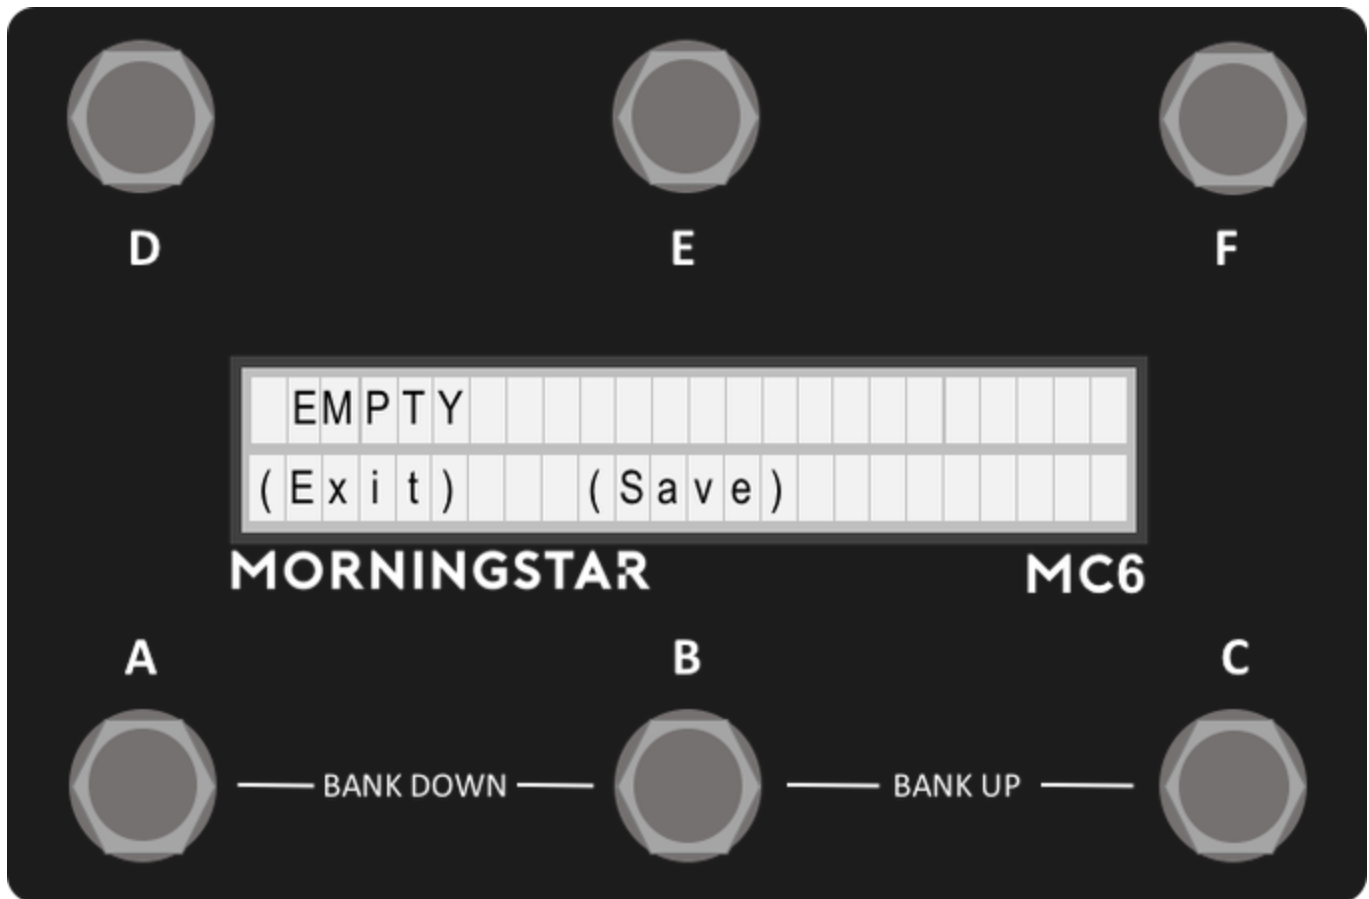 D E F
EMPTY
(Exit) (Save)
MORNINGSTAR MC6
A B C
BANK DOWN BANK UP